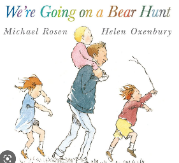 We're Going on a Bear Hunt
Michael Rosen Helen Oxenbury